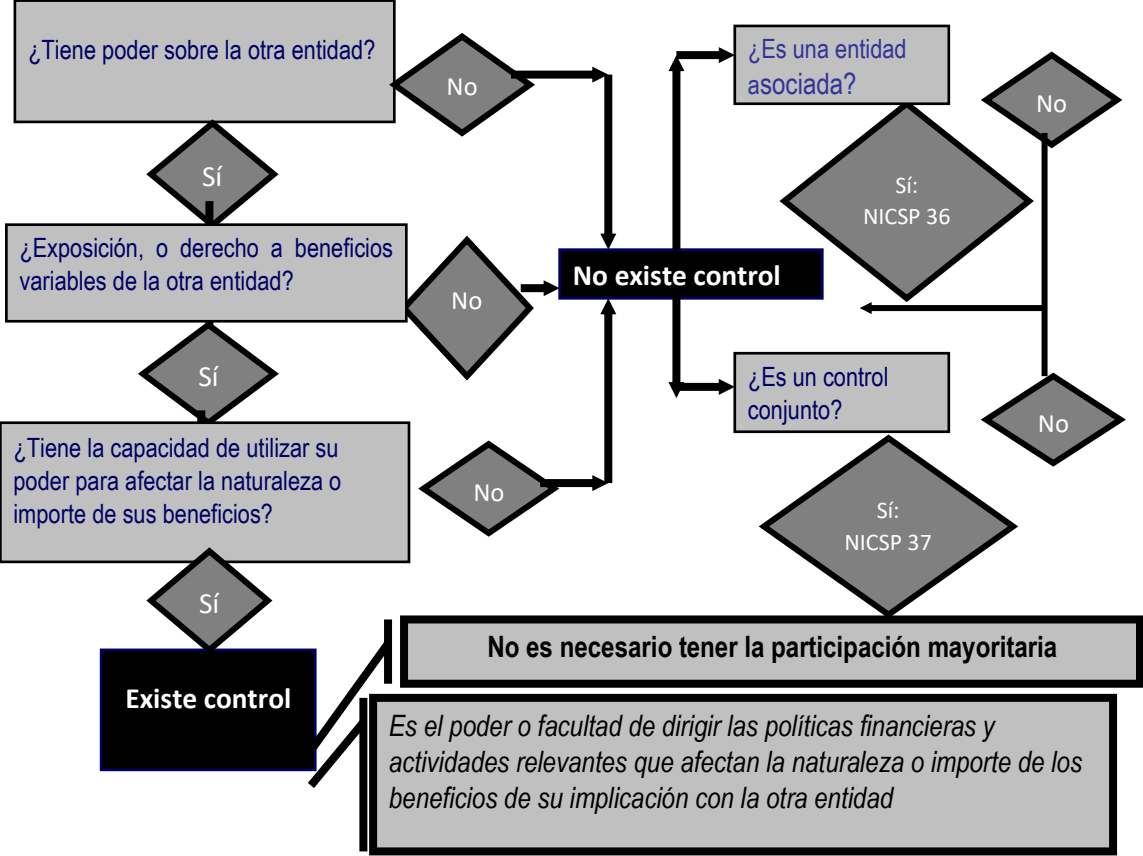 ¿Tiene poder sobre la otra entidad?
No
Sí
¿Exposición, o derecho a beneficios
variables de la otra entidad?
No
Sí
¿Tiene la capacidad de utilizar su
poder para afectar la naturaleza o
importe de sus beneficios?
No
Sí
Existe control
No existe control
¿Es una entidad
asociada?
No
Sí:
NICSP 36
¿Es un control
conjunto?
No
Sí:
NICSP 37
No es necesario tener la participación mayoritaria
Es el poder o facultad de dirigir las políticas financieras y
actividades relevantes que afectan la naturaleza o importe de los
beneficios de su implicación con la otra entidad